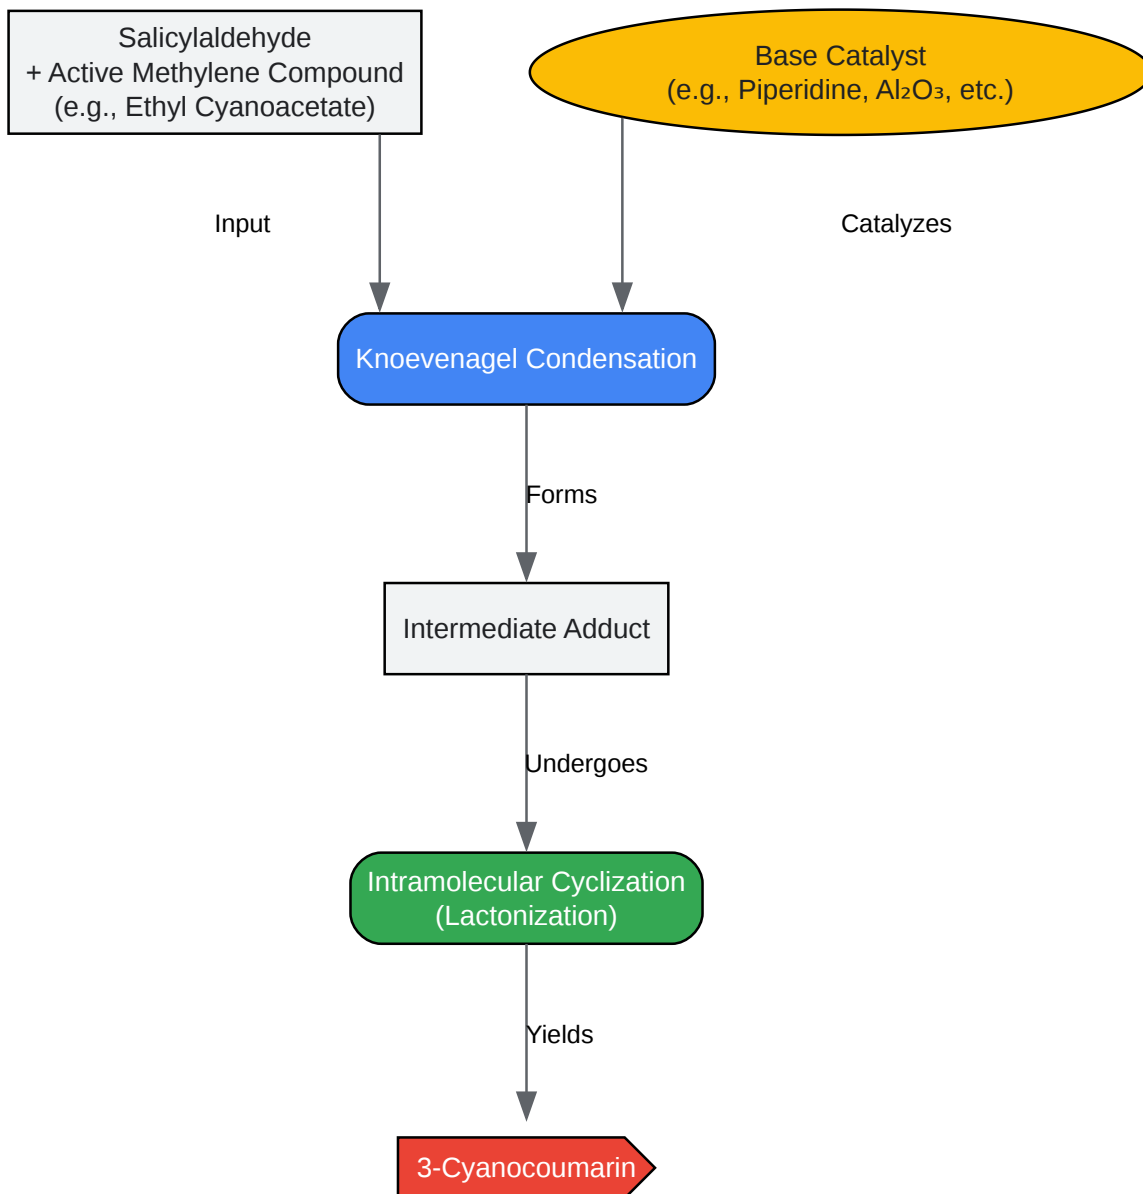 Salicylaldehyde
+ Active Methylene Compound
(e.g., Ethyl Cyanoacetate)
Base Catalyst
(e.g., Piperidine, Al₂O₃, etc.)
Input
Catalyzes
Knoevenagel Condensation
Forms
Intermediate Adduct
Undergoes
Intramolecular Cyclization
(Lactonization)
Yields
3-Cyanocoumarin